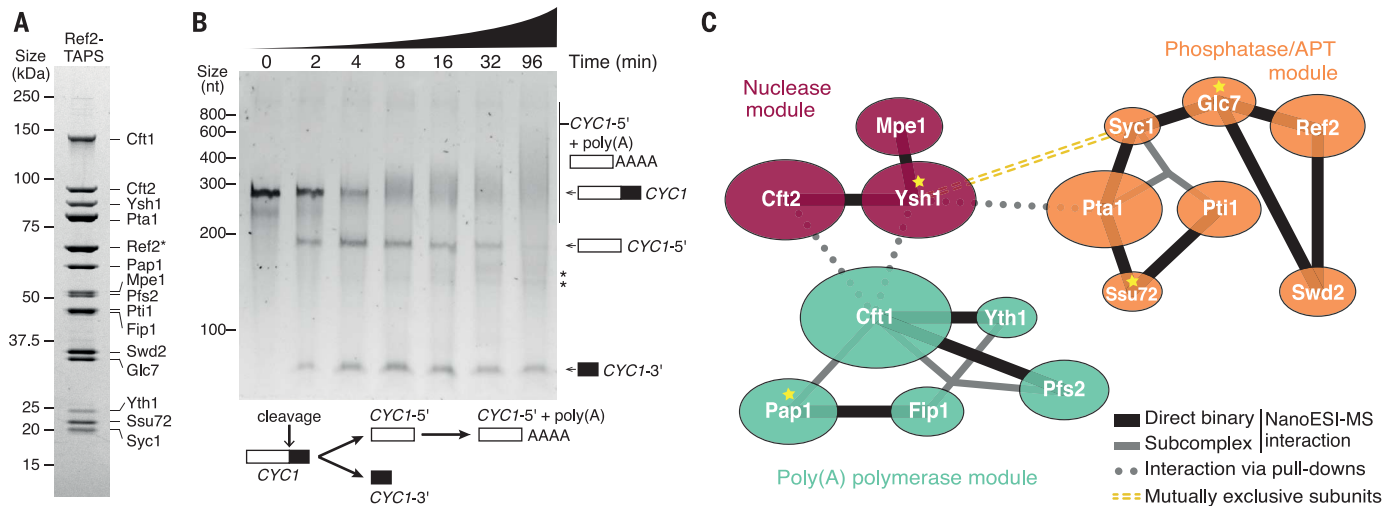 A
Ref2-
TAPS
Size
(kDa)
250
150
100
75
50
37.5
25
20
15
Cft1
Cft2
Ysh1
Pta1
Ref2*
Pap1
Mpe1
Pfs2
Pti1
Fip1
Swd2
Glc7
Yth1
Ssu72
Syc1
B
0 2 4 8 16 32 96 Time (min)
Size
(nt)
800
600
400
300
200
100
CYC1-5'
+ poly(A)
AAAA
CYC1
CYC1-5'
*
*
CYC1-3'
cleavage
CYC1
CYC1-5'
CYC1-3'
CYC1-5' + poly(A)
AAAA
C
Nuclease
module
Mpe1
Cft2
Ysh1
Phosphatase/APT
module
Syc1
Glc7
Ref2
Pta1
Pti1
Ssu72
Swd2
Cft1
Yth1
Pfs2
Pap1
Fip1
Poly(A) polymerase module
Direct binary
Subcomplex
NanoESI-MS
interaction
Interaction via pull-downs
Mutually exclusive subunits